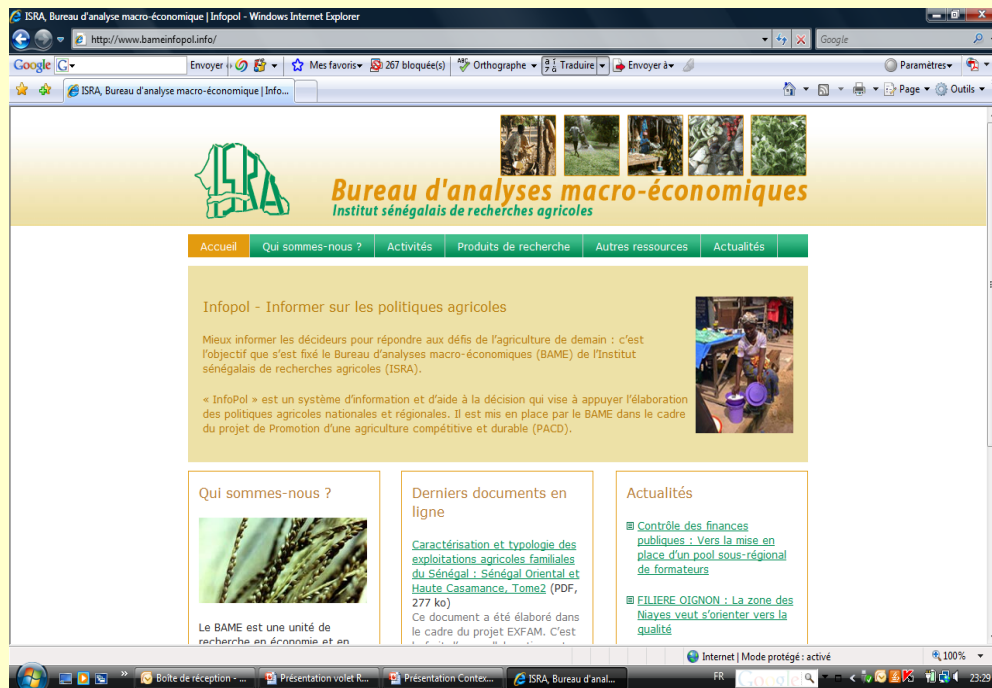 ISRA, Bureau d'analyse macro-économique | Infopol - Windows Internet Explorer
http://www.bameinfopol.info/
Google
Google
Envoyer
Mes favoris
267 bloquée(s)
Orthographe
Traduire
Envoyer à
Paramètres
ISRA, Bureau d'analyse macro-économique | Info...
Page
Outils
ISRA
Bureau d'analyses macro-économiques
Institut sénégalais de recherches agricoles
Accueil
Qui sommes-nous ?
Activités
Produits de recherche
Autres ressources
Actualités
Infopol - Informer sur les politiques agricoles
Mieux informer les décideurs pour répondre aux défis de l'agriculture de demain : c'est
l'objectif que s'est fixé le Bureau d'analyses macro-économiques (BAME) de l'Institut
sénégalais de recherches agricoles (ISRA).
« InfoPol » est un système d'information et d'aide à la décision qui vise à appuyer l'élaboration
des politiques agricoles nationales et régionales. Il est mis en place par le BAME dans le cadre
du projet de Promotion d'une agriculture compétitive et durable (PACD).
Qui sommes-nous ?
Le BAME est une unité de
recherche en économie et en
Derniers documents en
ligne
Caractérisation et typologie des
exploitations agricoles familiales
du Sénégal : Sénégal Oriental et
Haute Casamance, Tome2 (PDF,
277 ko)
Ce document a été élaboré dans
le cadre du projet EXFAM. C'est
Actualités
Contrôle des finances
publiques : Vers la mise en
place d'un pool sous-régional
de formateurs
FILIERE OIGNON : La zone des
Niayes veut s'orienter vers la
qualité
Internet | Mode protégé : activé
100%
Boîte de réception - ...
Présentation volet R...
Présentation Contex...
ISRA, Bureau d'anal...
FR
Google
23:29